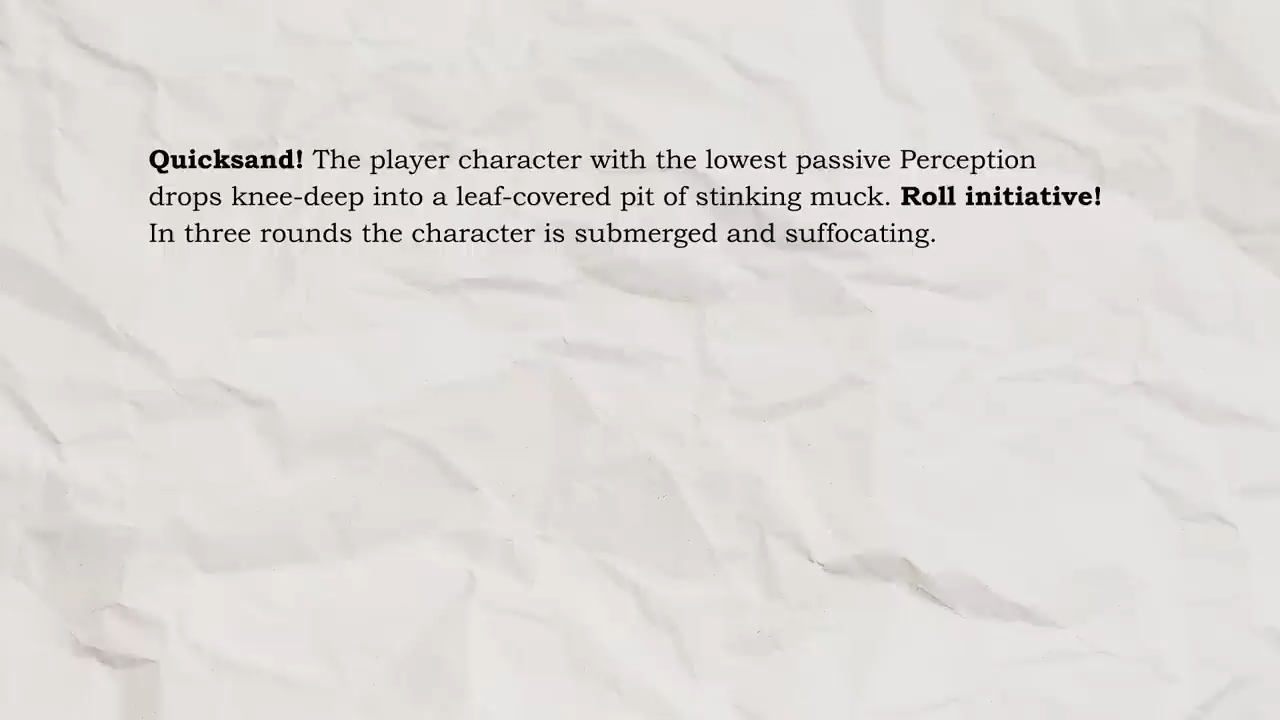 Quicksand! The player character with the lowest passive Perception
drops knee-deep into a leaf-covered pit of stinking muck. Roll initiative!
In three rounds the character is submerged and suffocating.